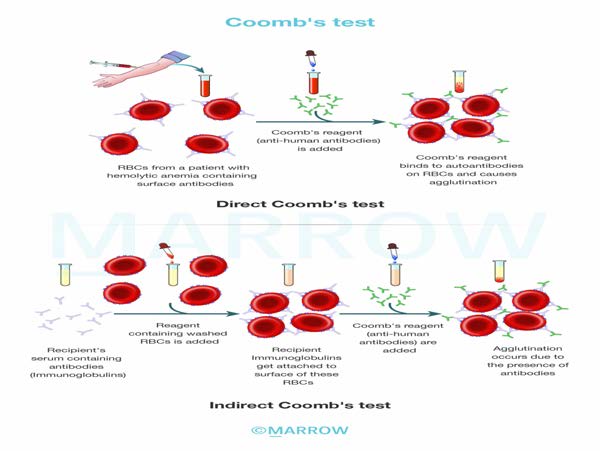 Coomb's test
RBCs from a patient with
hemolytic anemia containing
surface antibodies
Coomb's reagent
(anti-human antibodies)
is added
Coomb's reagent
binds to autoantibodies
on RBCs and causes
agglutination
Direct Coomb's test
MARROW
Recipient's
serum containing
antibodies
(Immunoglobulins)
Reagent
containing washed
RBCs is added
Recipient
Immunoglobulins
get attached to
surface of these
RBCs
Coomb's reagent
(anti-human
antibodies) are
added
Agglutination
occurs due to
the presence of
antibodies
Indirect Coomb's test
©MARROW